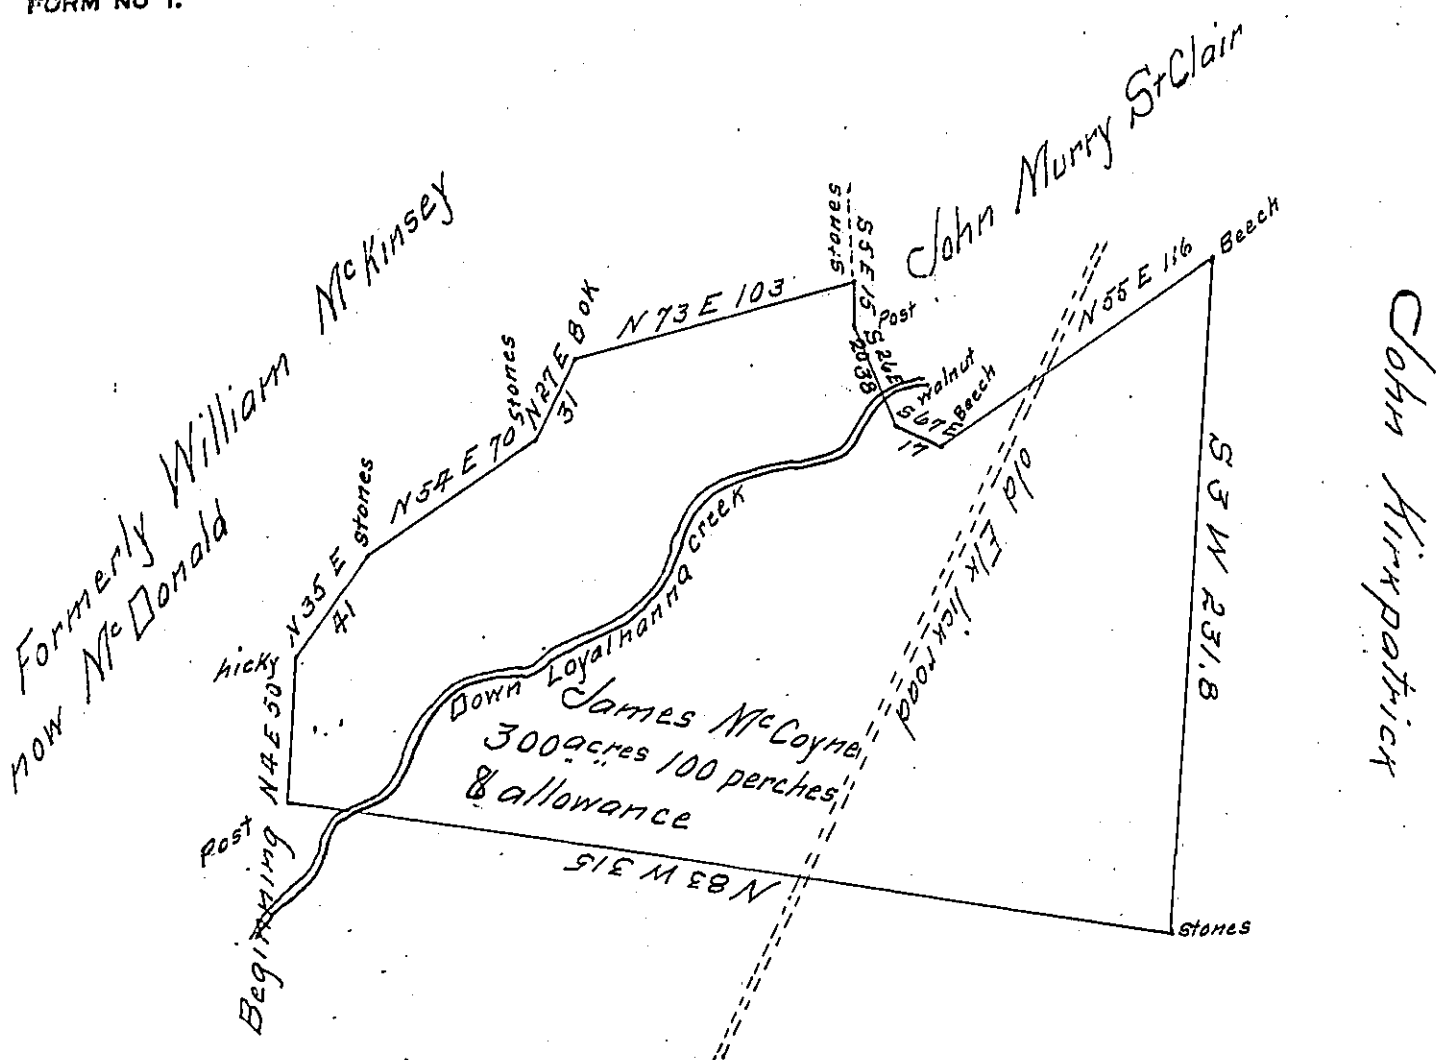 FORM NO 1.
Formerly William McKinsey
now McDonald
John Murry StClair
John Kirkpatrick
Beginning
Post
N4E 50
hicky
N 35 E
41
stones
N 54 E 70
stones
N 27 E
31
B OK
N 73 E 103
stones
S 5 E 15
Post
S 26 E
20 38
Walnut
S 67 E
17
Beech
N 55 E 116
Beech
S 3 W 231.8
stones
N 83 W 315
old Elk lick road
Down Loyalhanna creek
James McCoyne
300 acres 100 perches
& allowance